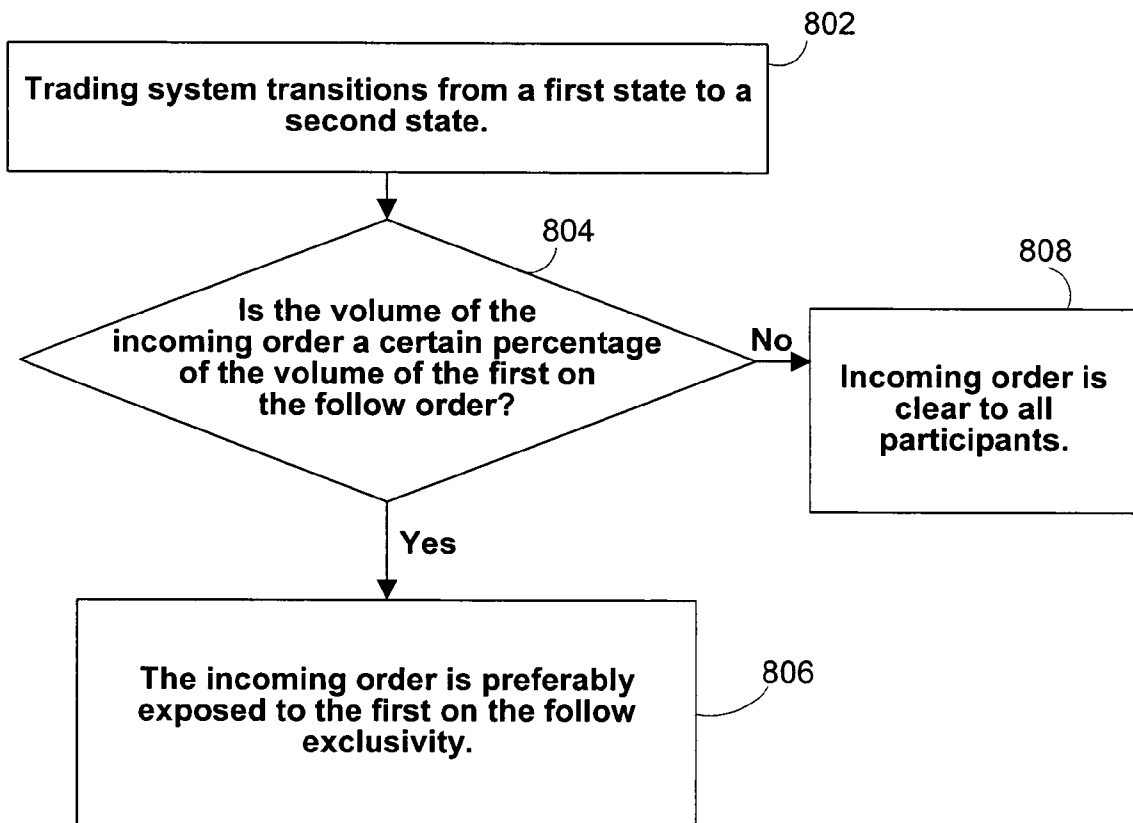 802
Trading system transitions from a first state to a
second state.
804
Is the volume of the
incoming order a certain percentage
of the volume of the first on
the follow order?
No
808
Incoming order is
clear to all
participants.
Yes
806
The incoming order is preferably
exposed to the first on the follow
exclusivity.